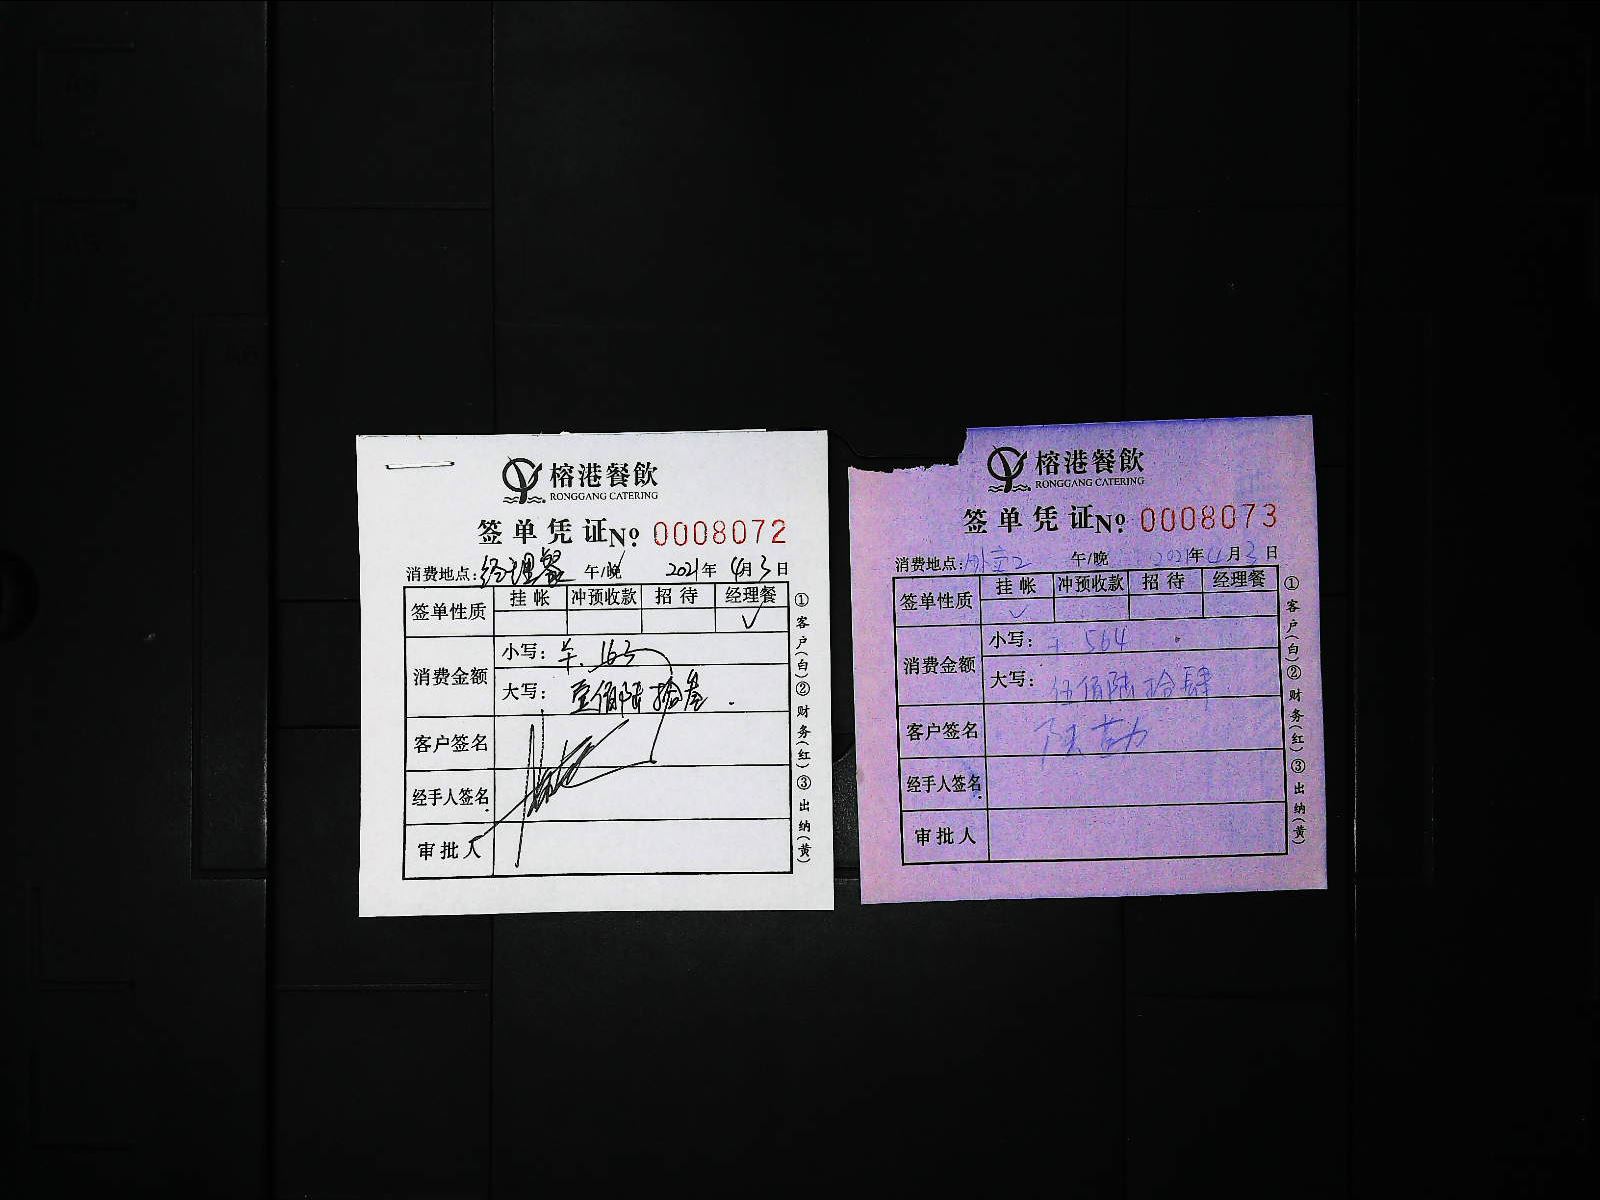 榕港餐飲
RONGGANG CATERING
签单凭证№ 0008072
消费地点:经理餐 午/晚 2021年4月3日
签单性质 挂帐 冲预收款 招待 经理餐
✓
消费金额
小写: 羊. 163
大写: 壹佰陆拾叁.
客户签名
经手人签名
审批人
①客户(白)②财务(红)③出纳(黄)
榕港餐飲
RONGGANG CATERING
签单凭证№ 0008073
消费地点: 午/晚 2021年4月3日
签单性质 挂帐 冲预收款 招待 经理餐
✓
消费金额
小写: 羊 564
大写: 伍佰陆拾肆
客户签名
经手人签名
审批人
①客户(白)②财务(红)③出纳(黄)